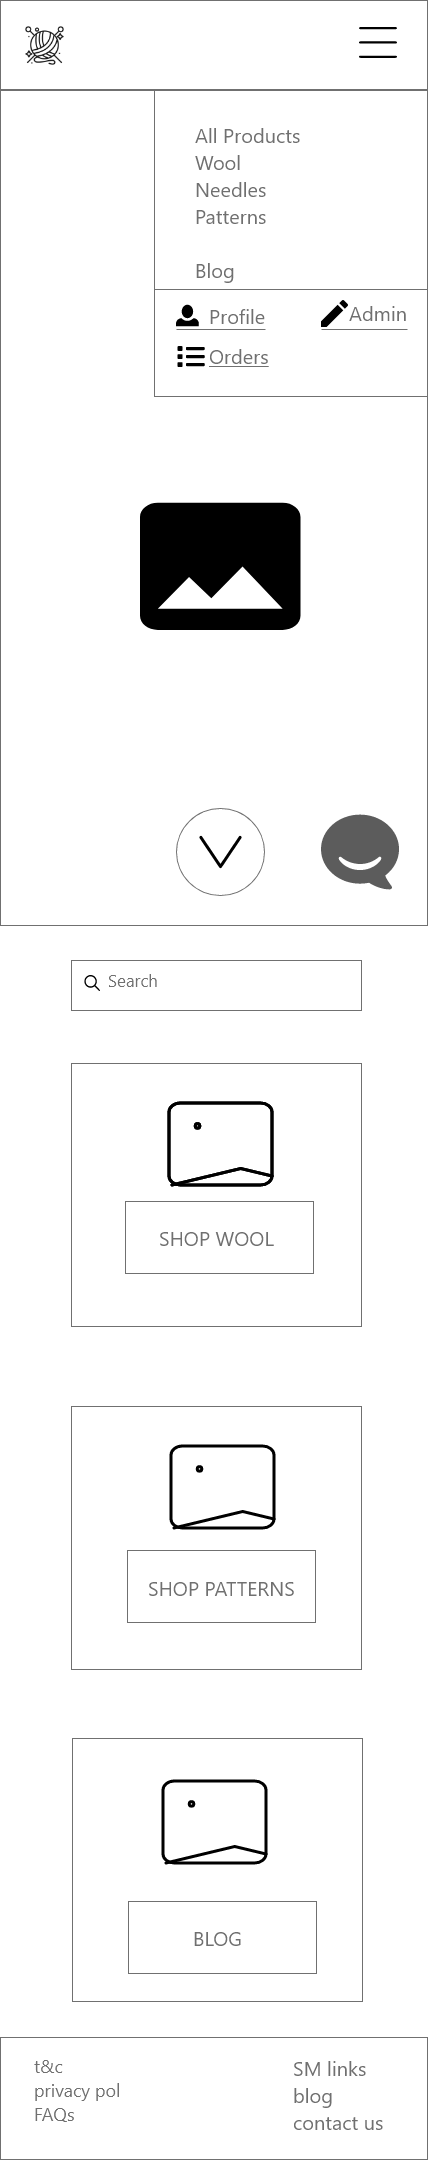 All Products
Wool
Needles
Patterns
Blog
Profile
Admin
Orders
Search
SHOP WOOL
SHOP PATTERNS
BLOG
t&c
privacy pol
FAQs
SM links
blog
contact us